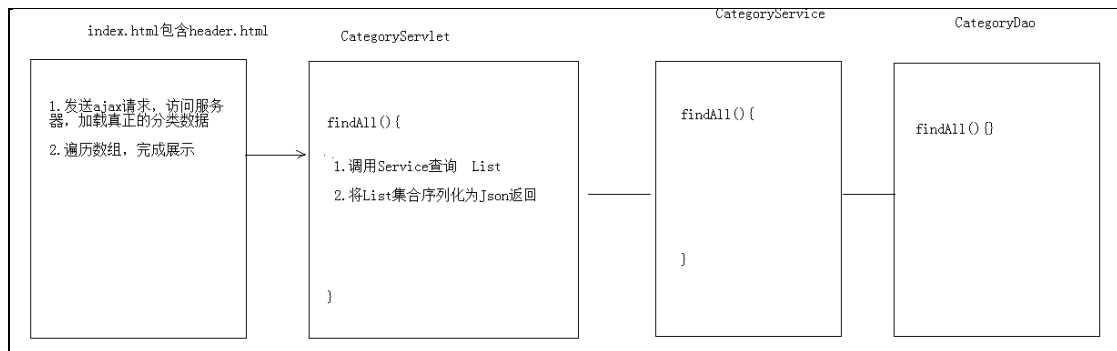 index.html包含header.html
CategoryServlet
CategoryService
CategoryDao
1.发送ajax请求，访问服务
器，加载真正的分类数据
2.遍历数组，完成展示
findAll(){
1.调用Service查询 List
2.将List集合序列化为Json返回
}
findAll(){
}
findAll(){}